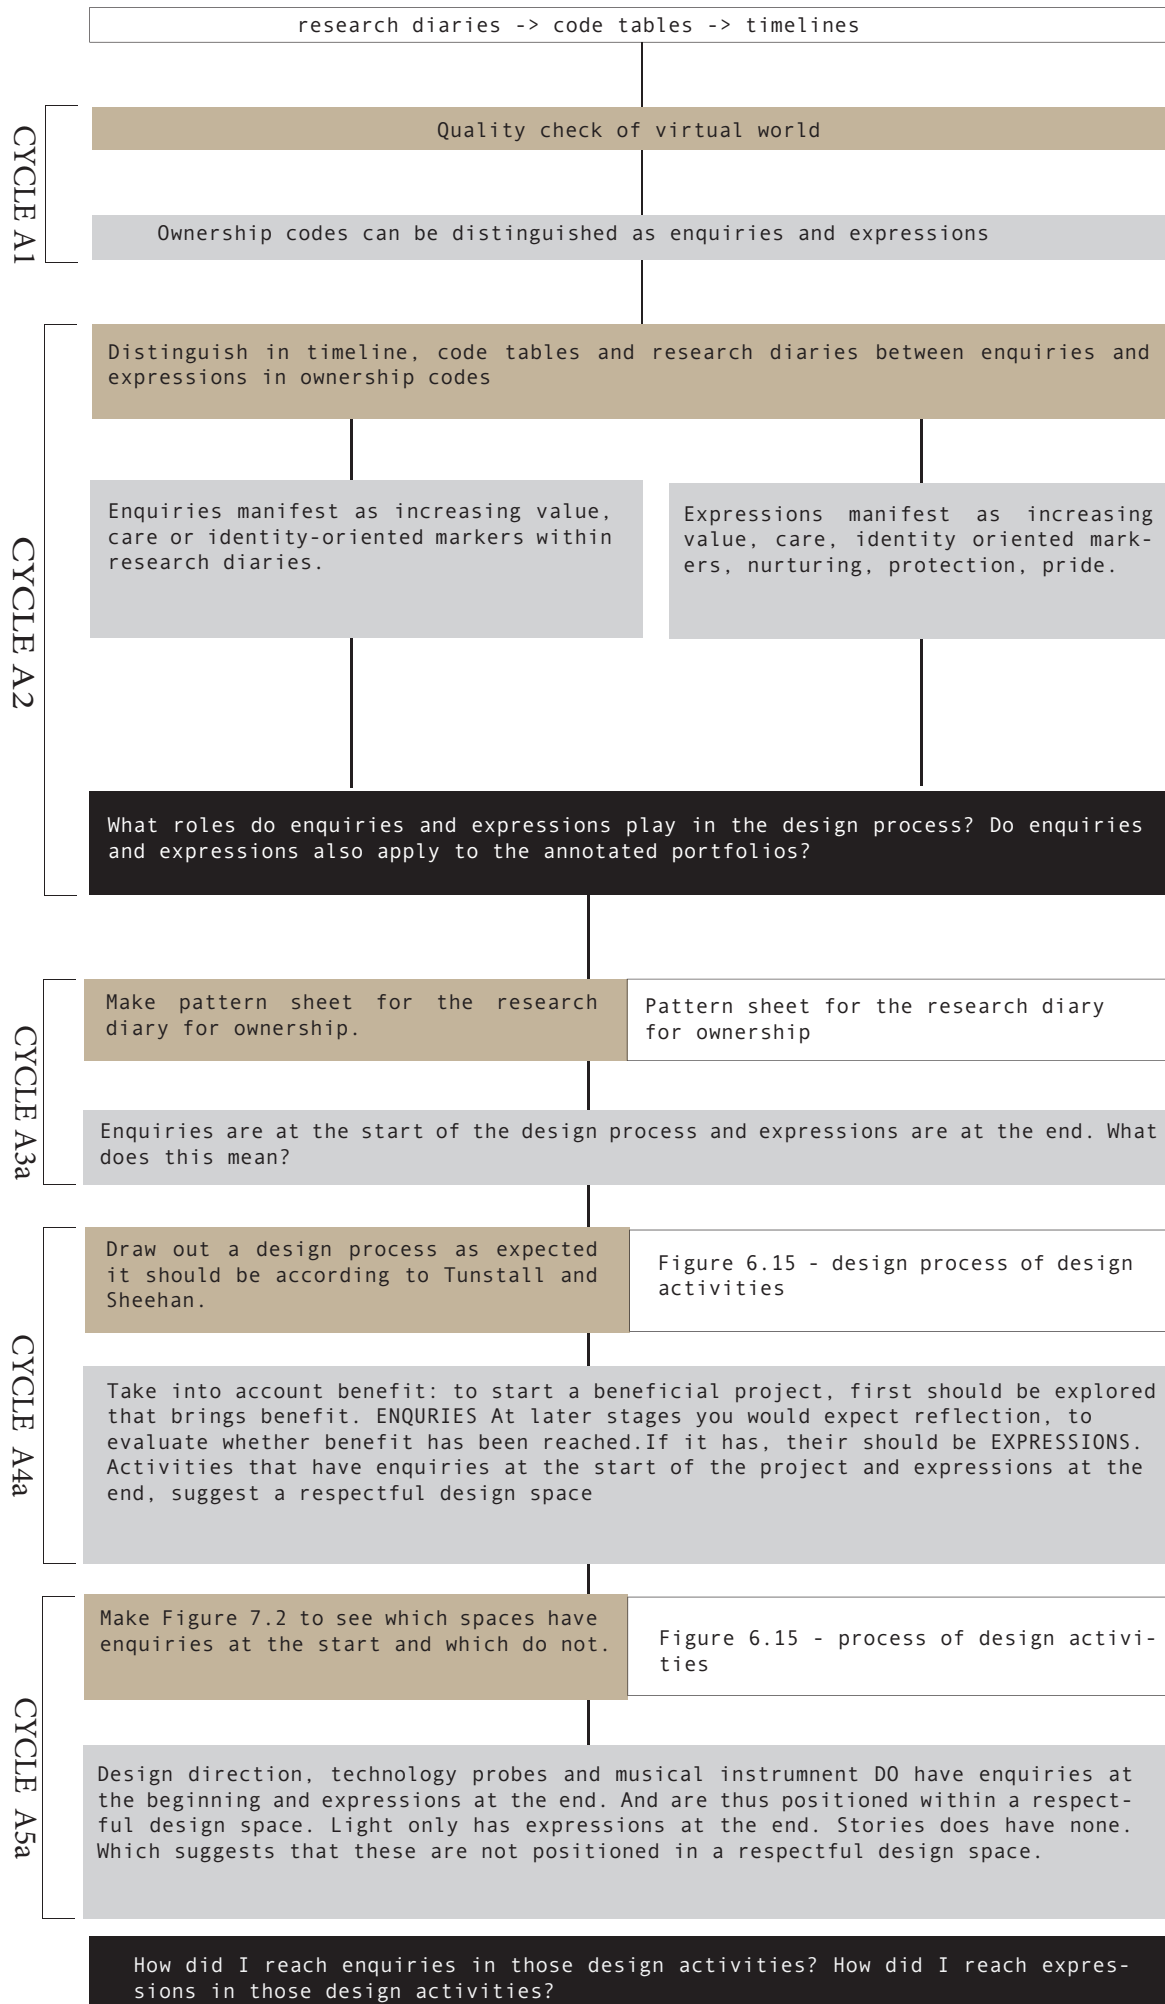 research diaries -> code tables -> timelines
CYCLE A1
Quality check of virtual world
Ownership codes can be distinguished as enquiries and expressions
CYCLE A2
Distinguish in timeline, code tables and research diaries between enquiries and
expressions in ownership codes
Enquiries manifest as increasing value,
care or identity-oriented markers within
research diaries.
Expressions manifest as increasing
value, care, identity oriented mark-
ers, nurturing, protection, pride.
What roles do enquiries and expressions play in the design process? Do enquiries
and expressions also apply to the annotated portfolios?
CYCLE A3a
Make pattern sheet for the research
diary for ownership.
Pattern sheet for the research diary
for ownership
Enquiries are at the start of the design process and expressions are at the end. What
does this mean?
CYCLE A4a
Draw out a design process as expected
it should be according to Tunstall and
Sheehan.
Figure 6.15 - design process of design
activities
Take into account benefit: to start a beneficial project, first should be explored
that brings benefit. ENQURIES At later stages you would expect reflection, to
evaluate whether benefit has been reached.If it has, their should be EXPRESSIONS.
Activities that have enquiries at the start of the project and expressions at the
end, suggest a respectful design space
CYCLE A5a
Make Figure 7.2 to see which spaces have
enquiries at the start and which do not.
Figure 6.15 - process of design activi-
ties
Design direction, technology probes and musical instrumnent DO have enquiries at
the beginning and expressions at the end. And are thus positioned within a respect-
ful design space. Light only has expressions at the end. Stories does have none.
Which suggests that these are not positioned in a respectful design space.
How did I reach enquiries in those design activities? How did I reach expres-
sions in those design activities?